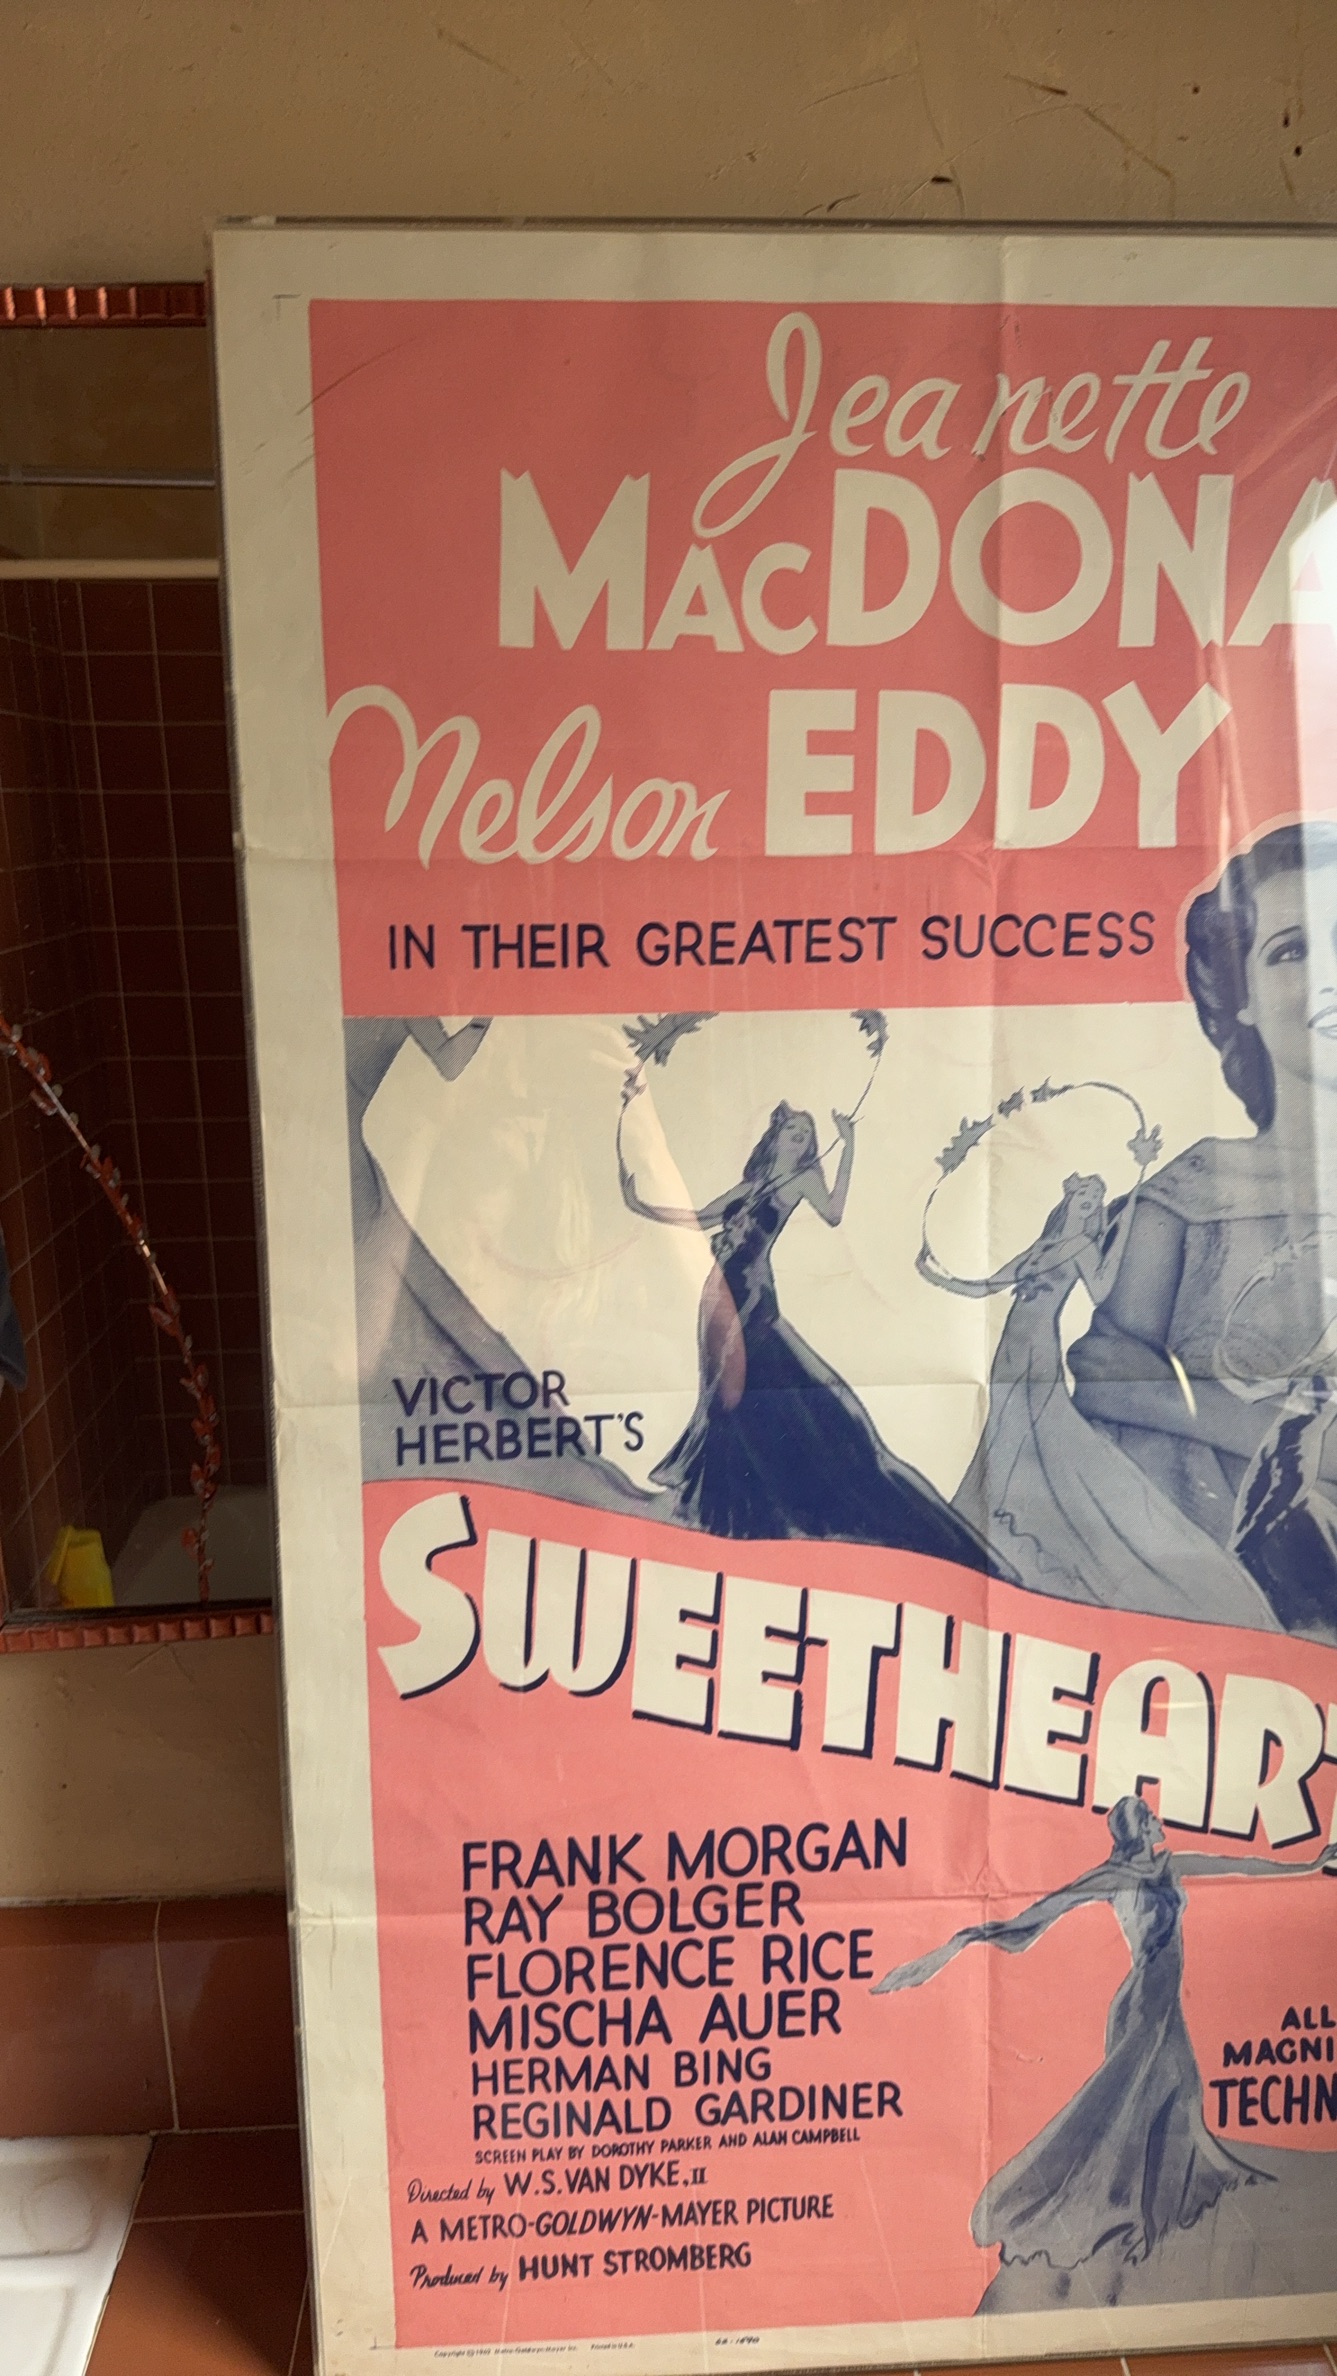 Jeanette
MacDONA
Nelson EDDY
IN THEIR GREATEST SUCCESS
VICTOR
HERBERT'S
SWEETHEART
FRANK MORGAN
RAY BOLGER
FLORENCE RICE
MISCHA AUER
HERMAN BING
REGINALD GARDINER
SCREEN PLAY BY DOROTHY PARKER AND ALAN CAMPBELL
Directed by W.S. VAN DYKE, II
A METRO-GOLDWYN-MAYER PICTURE
Produced by HUNT STROMBERG
ALL
MAGNI
TECHN